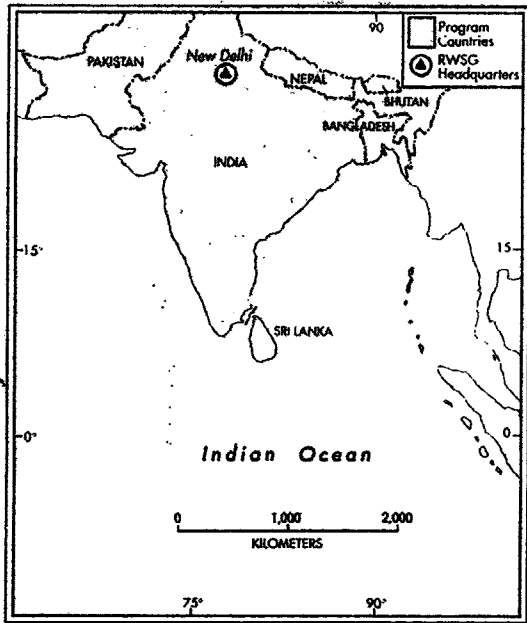 90
Program
Countries
RWSG
Headquarters
New Delhi
PAKISTAN
NEPAL
BHUTAN
BANGLADESH
INDIA
15°
15
SRI LANKA
0°
0
Indian Ocean
0 1,000 2,000
KILOMETERS
75° 90°